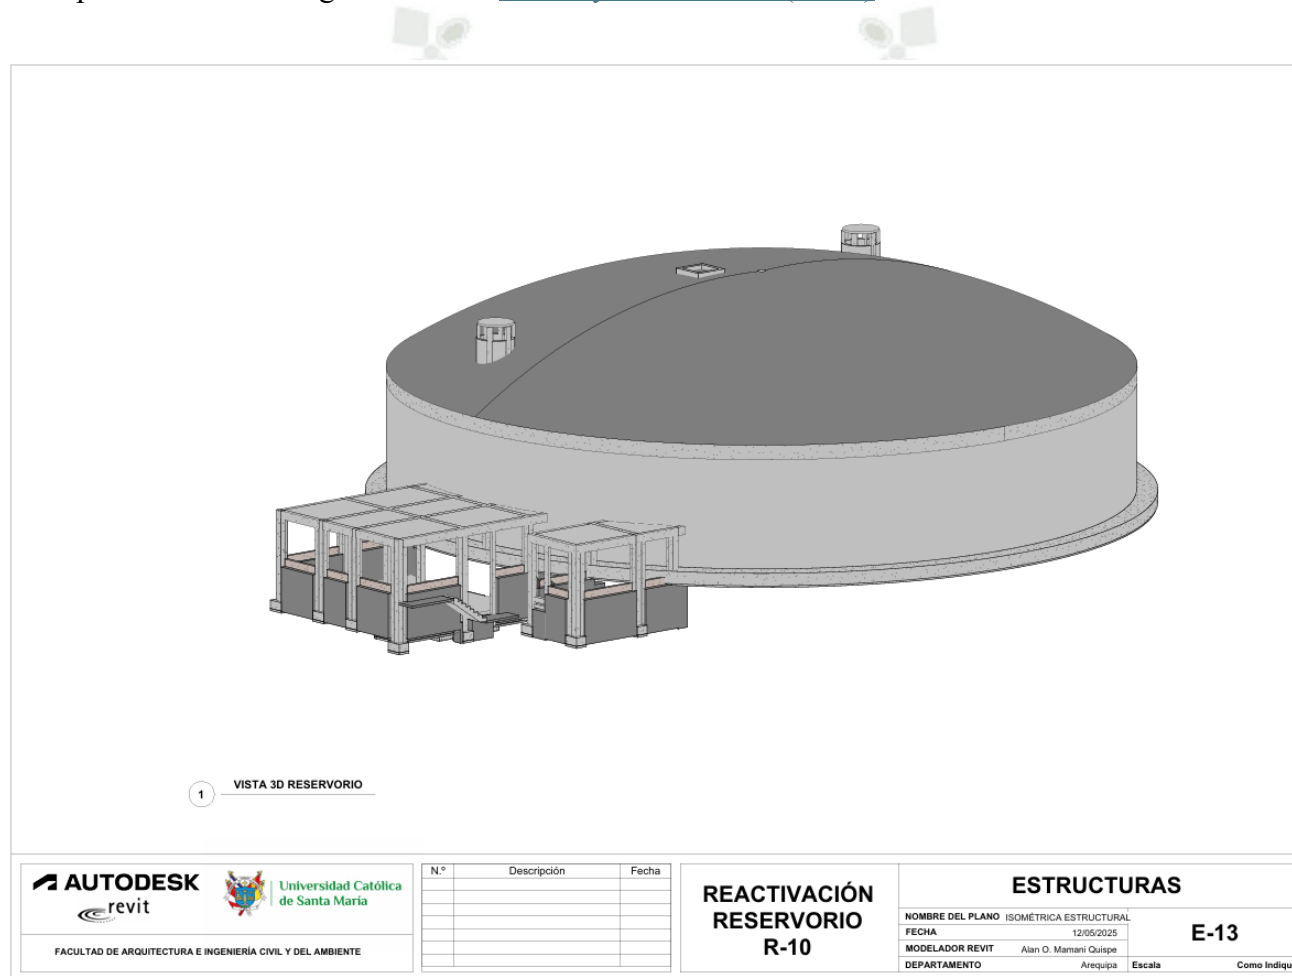 1 VISTA 3D RESERVORIO
AUTODESK
revit
Universidad Católica
de Santa María
FACULTAD DE ARQUITECTURA E INGENIERÍA CIVIL Y DEL AMBIENTE
N.º Descripción Fecha
REACTIVACIÓN
RESERVORIO
R-10
ESTRUCTURAS
NOMBRE DEL PLANO ISOMÉTRICA ESTRUCTURAL
FECHA 12/05/2025
MODELADOR REVIT Alan O. Mamani Quispe
DEPARTAMENTO Arequipa
E-13
Escala Como Indiqu